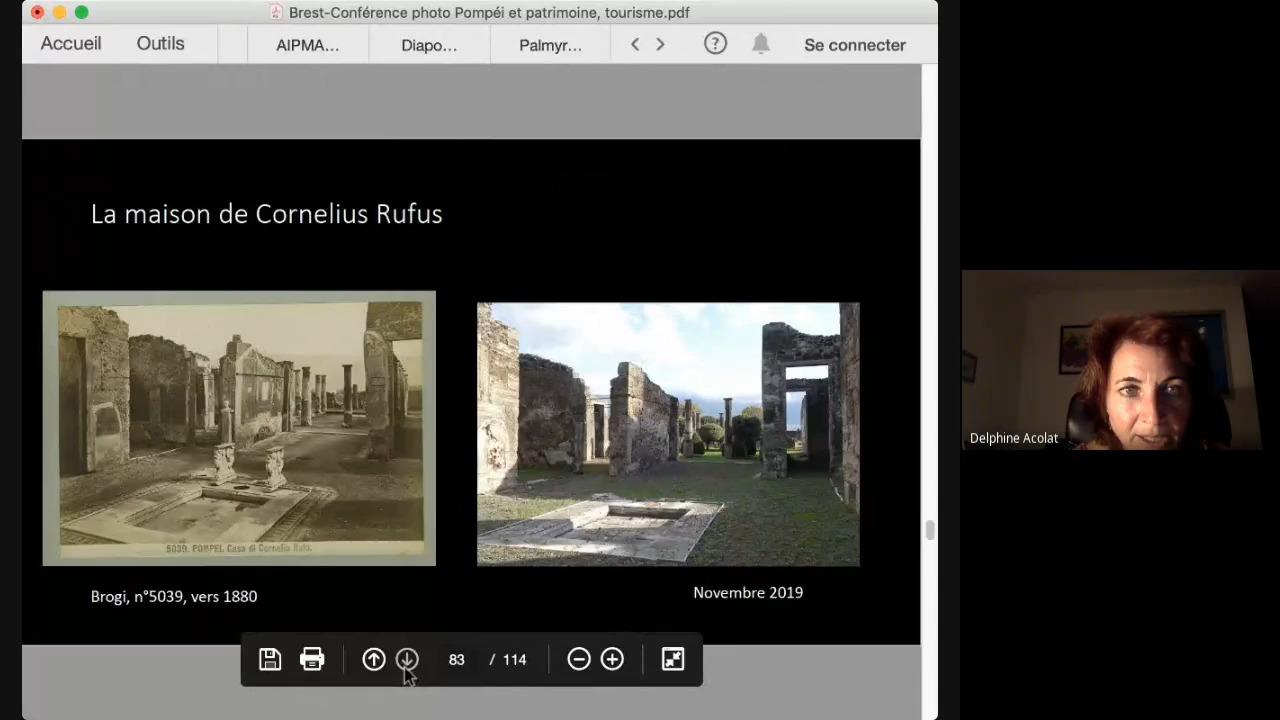 Brest-Conférence photo Pompéi et patrimoine, tourisme.pdf
Accueil
Outils
AIPMA...
Diapo...
Palmyr...
?
Se connecter
La maison de Cornelius Rufus
5039. POMPEI. Casa di Cornelio Rufo.
Brogi, n°5039, vers 1880
Novembre 2019
83 / 114
Delphine Acolat